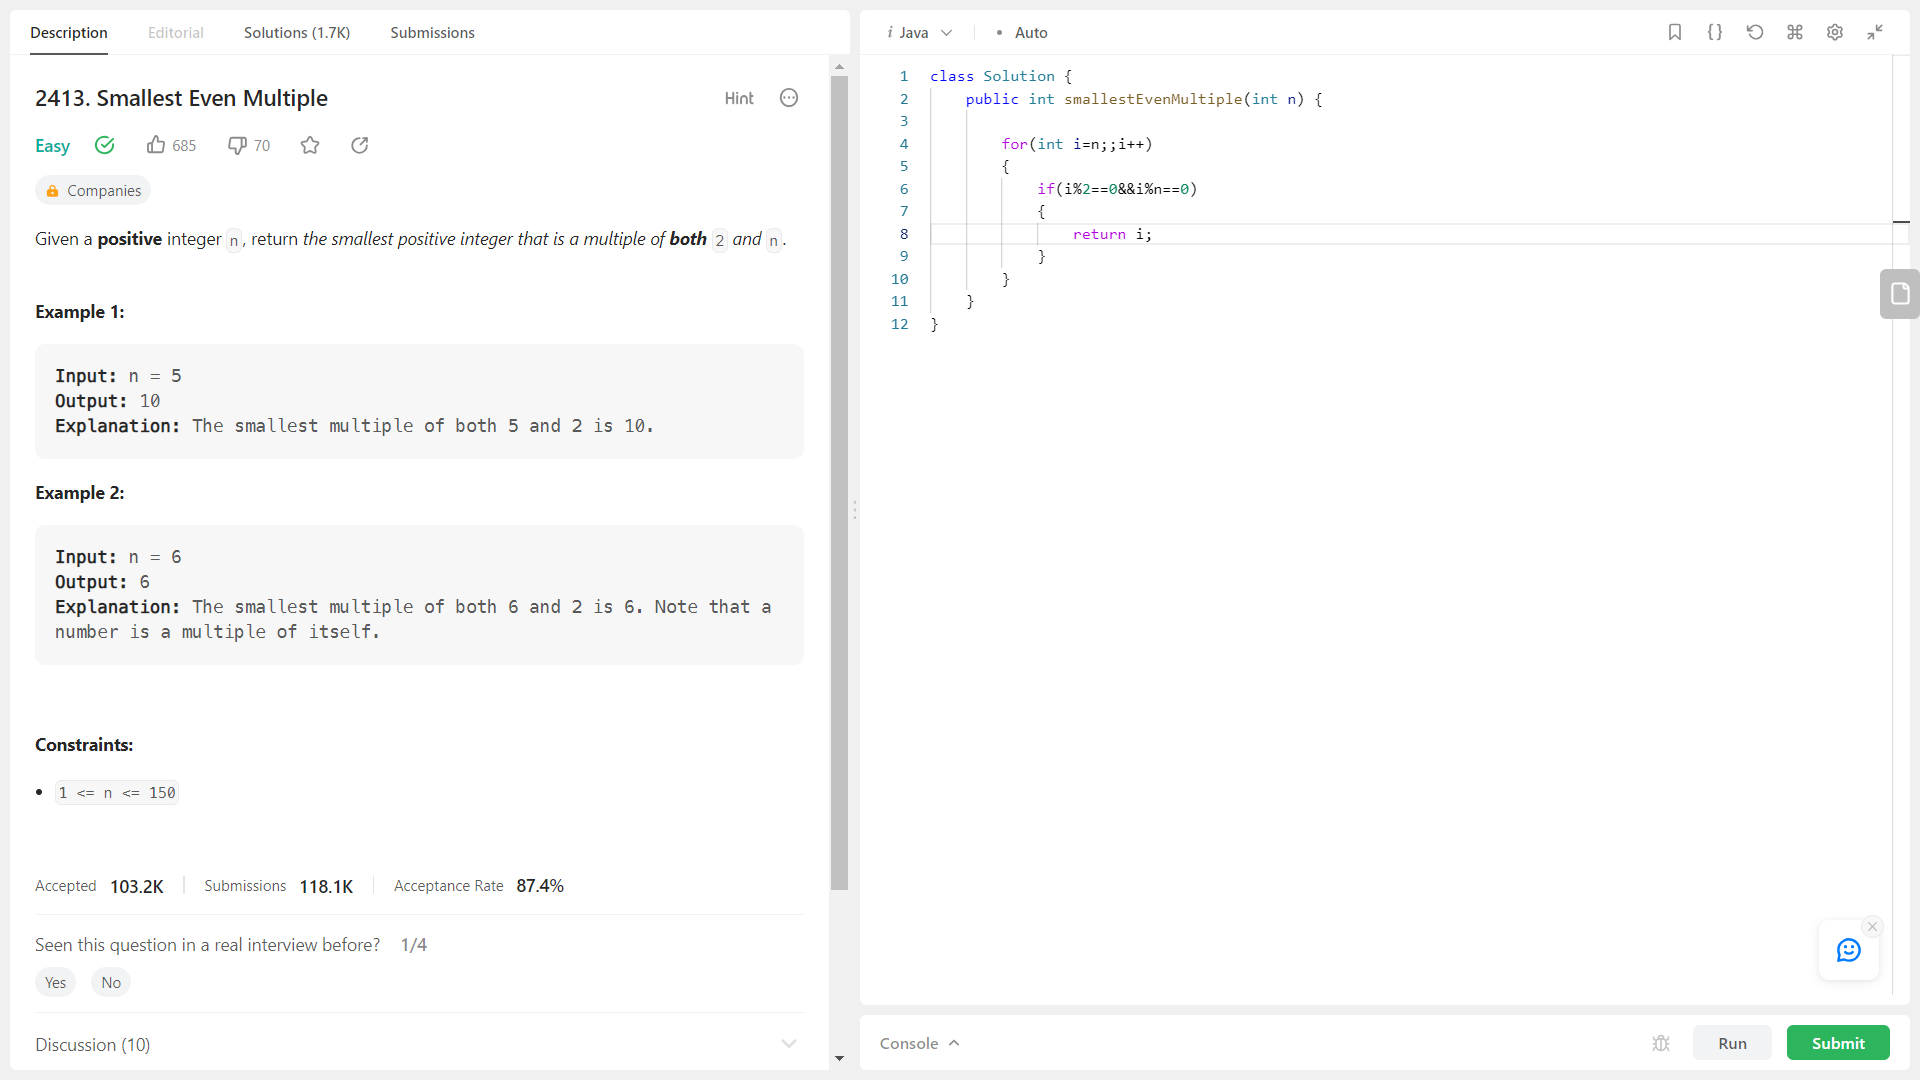 Description Editorial Solutions (1.7K) Submissions
2413. Smallest Even Multiple Hint
Easy 685 70
Companies
Given a positive integer n, return the smallest positive integer that is a multiple of both 2 and n.
Example 1:
Input: n = 5
Output: 10
Explanation: The smallest multiple of both 5 and 2 is 10.
Example 2:
Input: n = 6
Output: 6
Explanation: The smallest multiple of both 6 and 2 is 6. Note that a
number is a multiple of itself.
Constraints:
• 1 <= n <= 150
Accepted 103.2K Submissions 118.1K Acceptance Rate 87.4%
Seen this question in a real interview before? 1/4
Yes No
Discussion (10)
i Java • Auto
1 class Solution {
2     public int smallestEvenMultiple(int n) {
3
4         for(int i=n;;i++)
5         {
6             if(i%2==0&&i%n==0)
7             {
8                 return i;
9             }
10         }
11     }
12 }
Console Run Submit